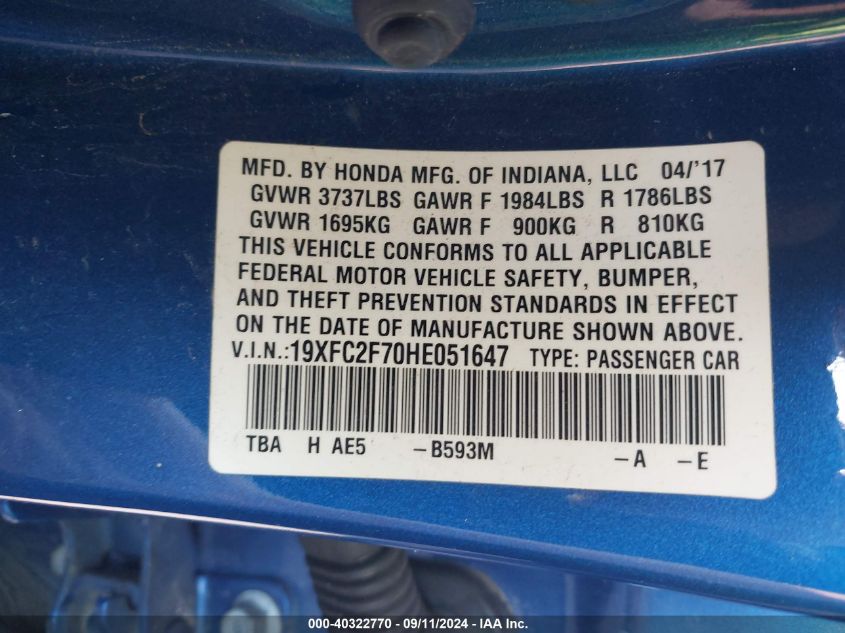 MFD. BY HONDA MFG. OF INDIANA, LLC 04/'17
GVWR 3737LBS GAWR F 1984LBS R 1786LBS
GVWR 1695KG GAWR F 900KG R 810KG
THIS VEHICLE CONFORMS TO ALL APPLICABLE
FEDERAL MOTOR VEHICLE SAFETY, BUMPER,
AND THEFT PREVENTION STANDARDS IN EFFECT
ON THE DATE OF MANUFACTURE SHOWN ABOVE.
V.I.N.:19XFC2F70HE051647 TYPE: PASSENGER CAR
TBA H AE5 -B593M -A -E
000-40322770 - 09/11/2024 - IAA Inc.